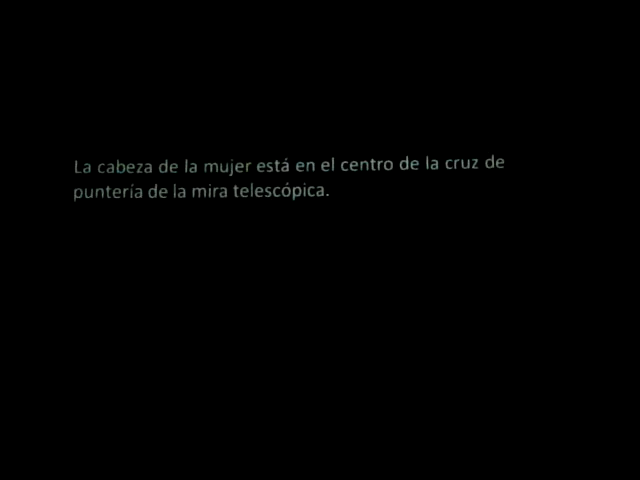 La cabeza de la mujer está en el centro de la cruz de
puntería de la mira telescópica.